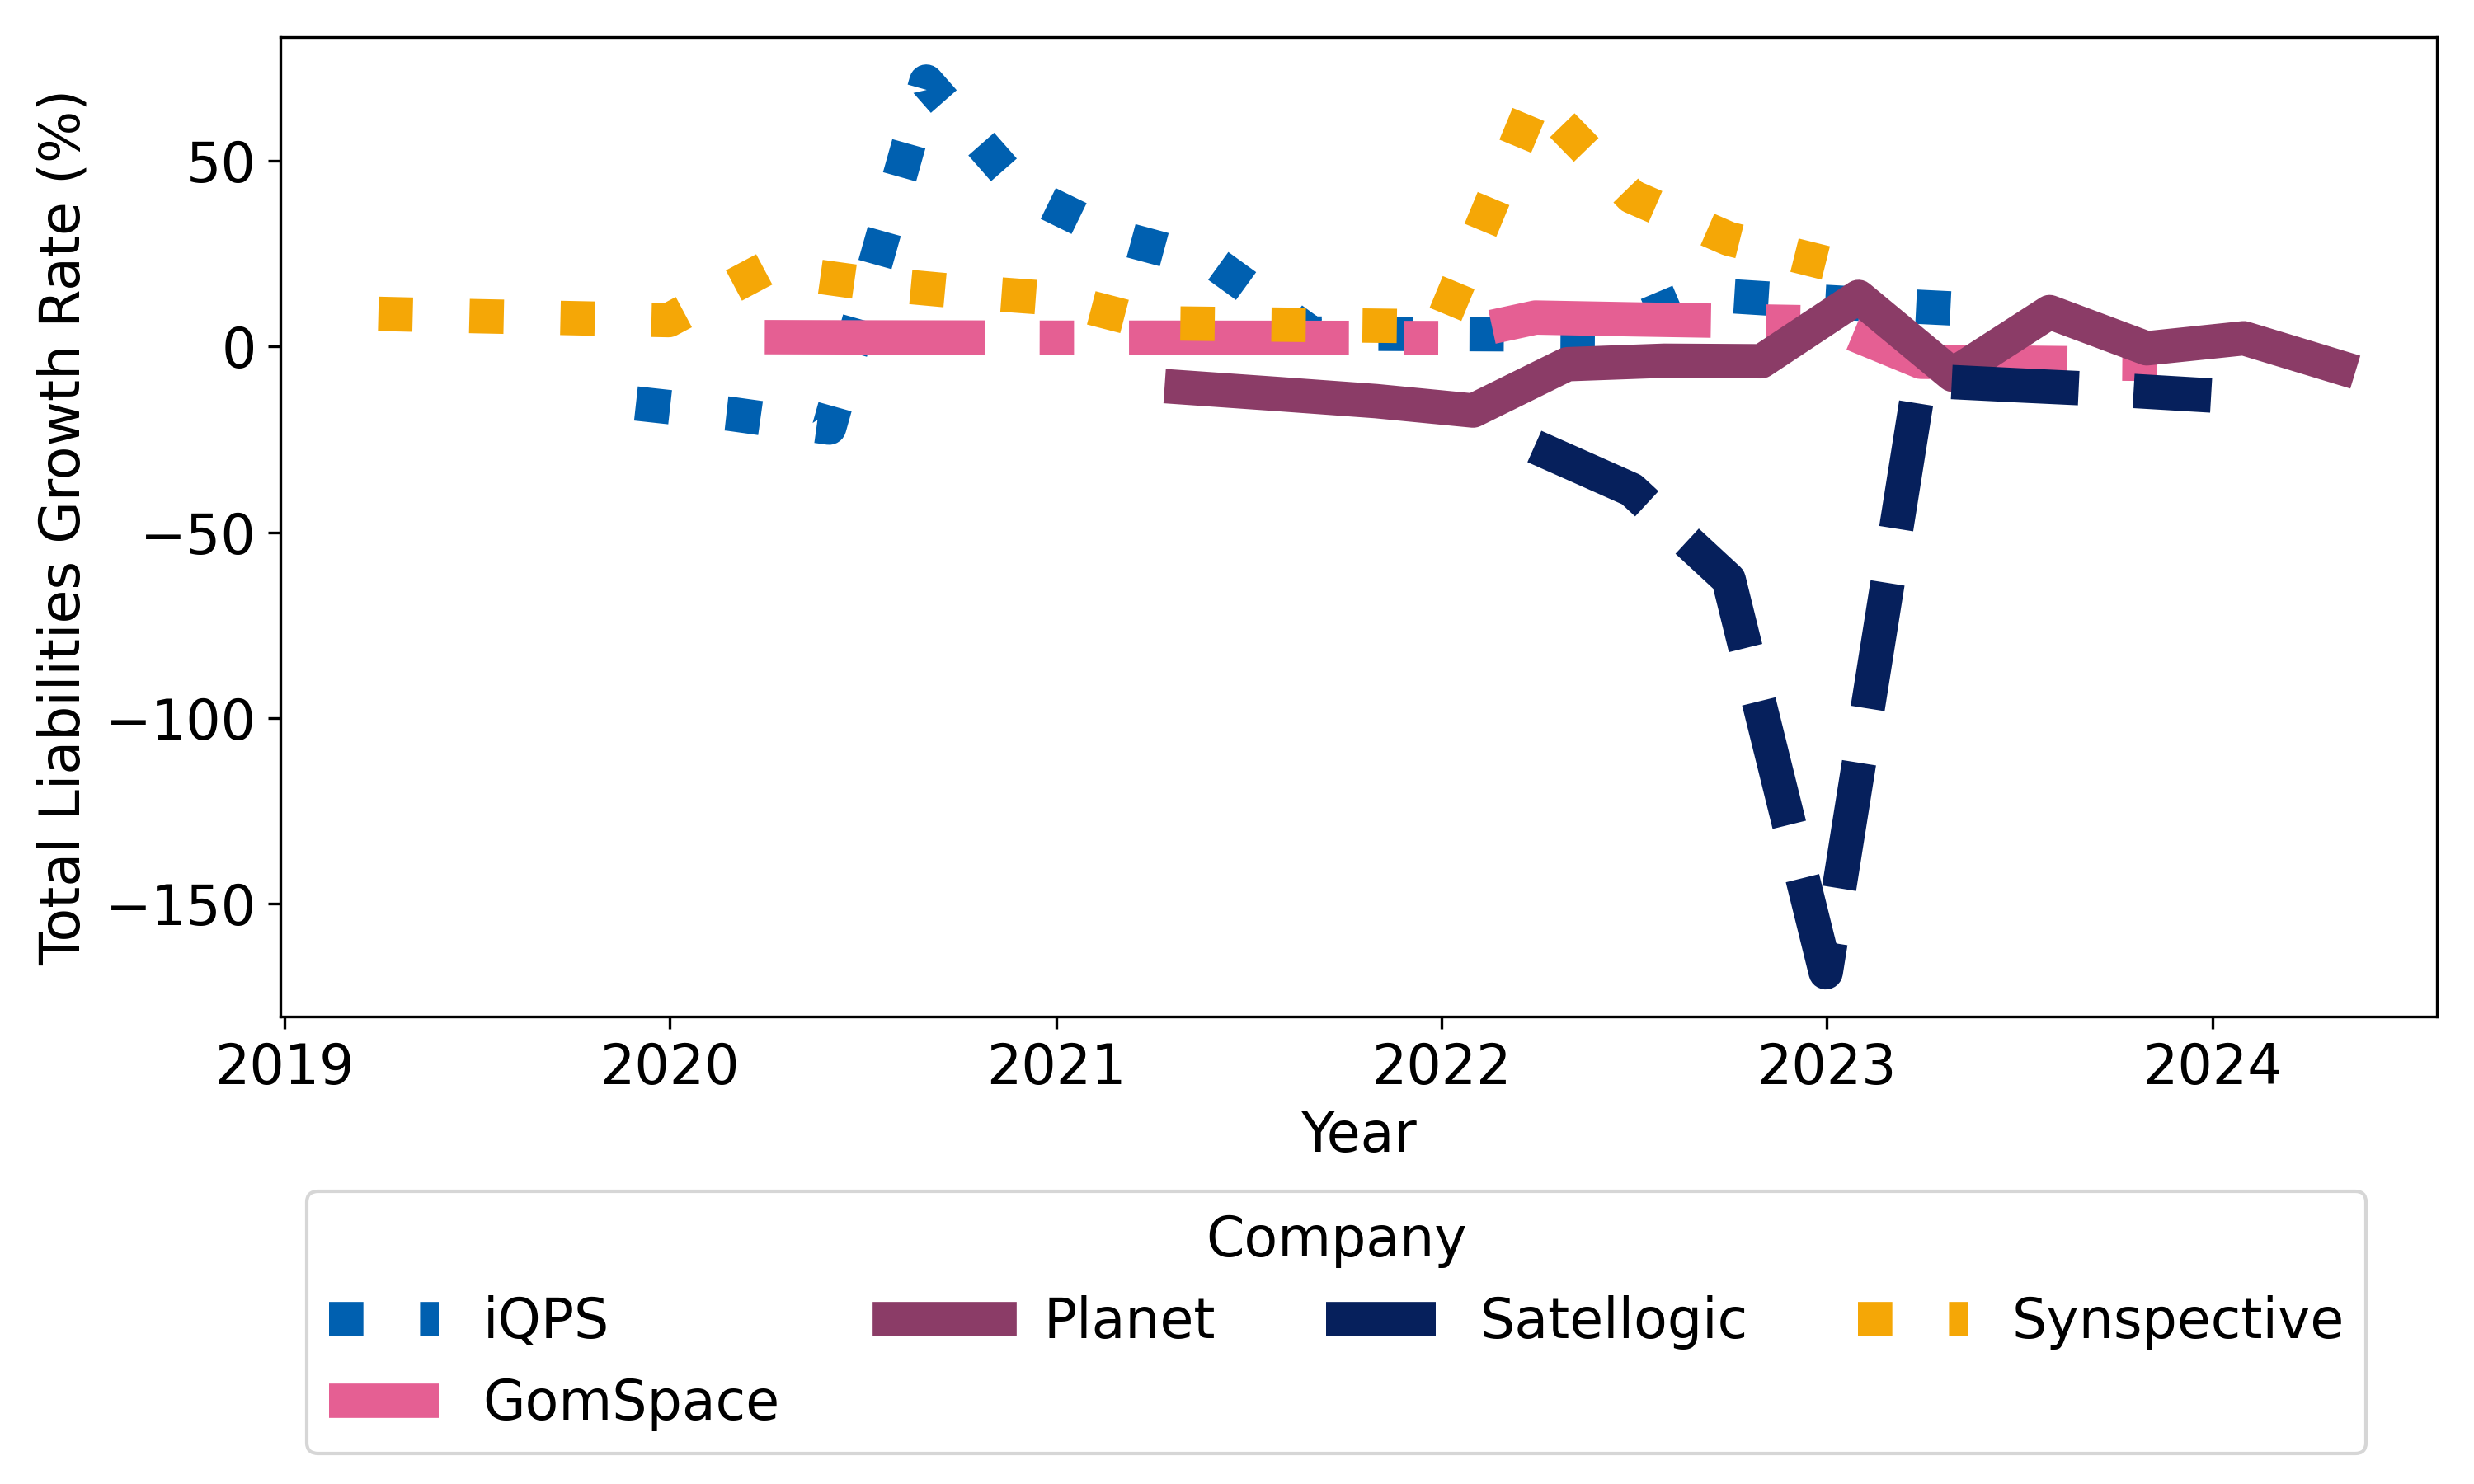 Total Liabilities Growth Rate (%)
50
0
−50
−100
−150
2019 2020 2021 2022 2023 2024
Year
Company
iQPS Planet Satellogic Synspective
GomSpace